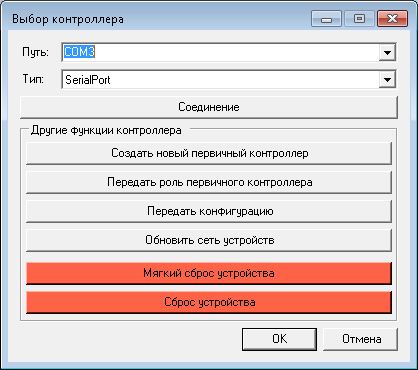 Выбор контроллера
Путь: COM3
Тип: SerialPort
Соединение
Другие функции контроллера
Создать новый первичный контроллер
Передать роль первичного контроллера
Передать конфигурацию
Обновить сеть устройств
Мягкий сброс устройства
Сброс устройства
OK Отмена